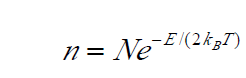 n = Ne^{-E/(2k_BT)}